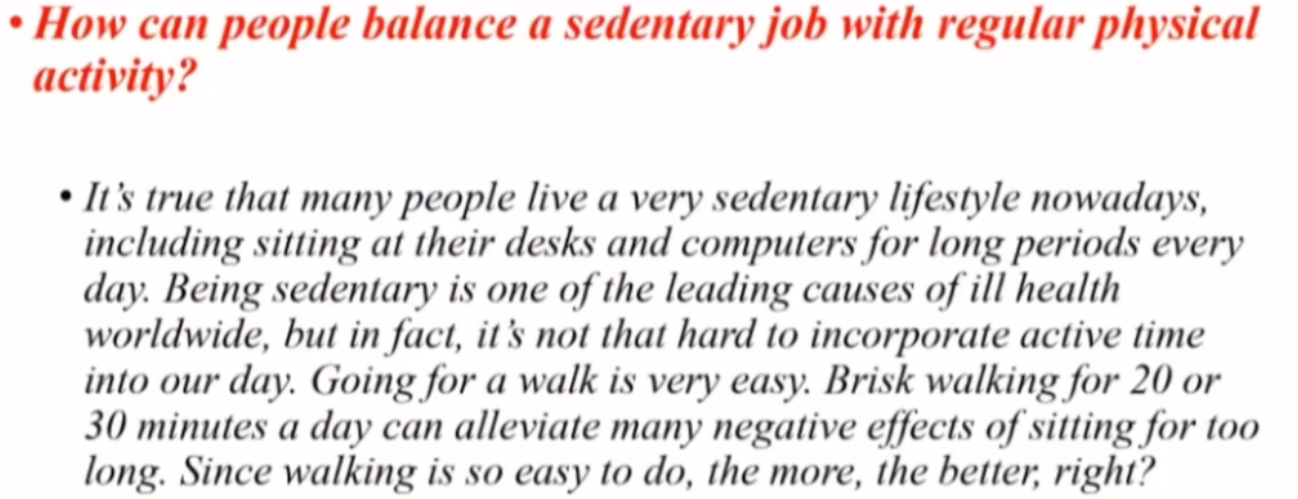 • How can people balance a sedentary job with regular physical
activity?
• It's true that many people live a very sedentary lifestyle nowadays,
including sitting at their desks and computers for long periods every
day. Being sedentary is one of the leading causes of ill health
worldwide, but in fact, it's not that hard to incorporate active time
into our day. Going for a walk is very easy. Brisk walking for 20 or
30 minutes a day can alleviate many negative effects of sitting for too
long. Since walking is so easy to do, the more, the better, right?